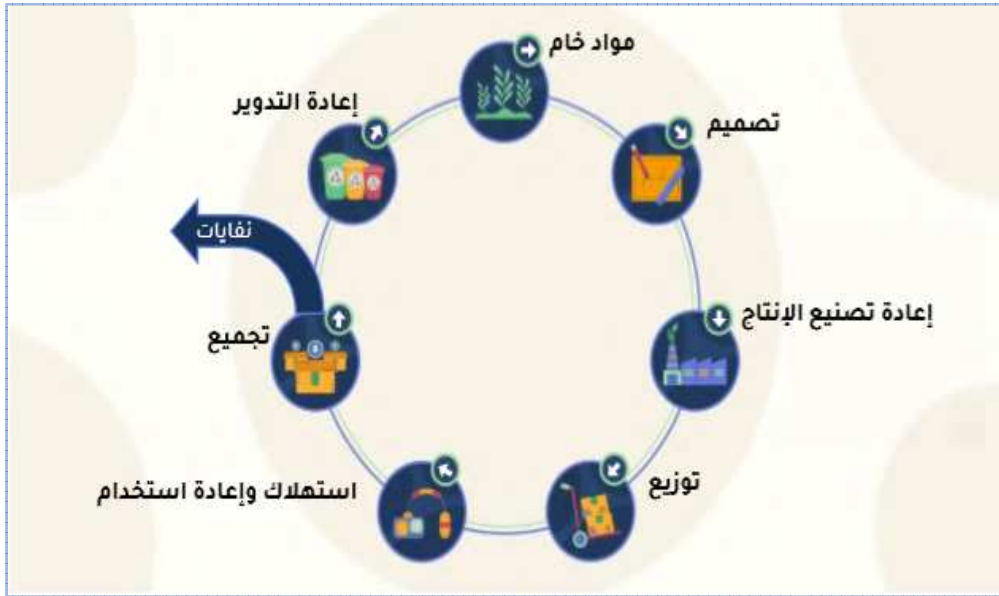 مواد خام
تصميم
إعادة تصنيع الإنتاج
توزيع
استهلاك وإعادة استخدام
تجميع
نفايات
إعادة التدوير